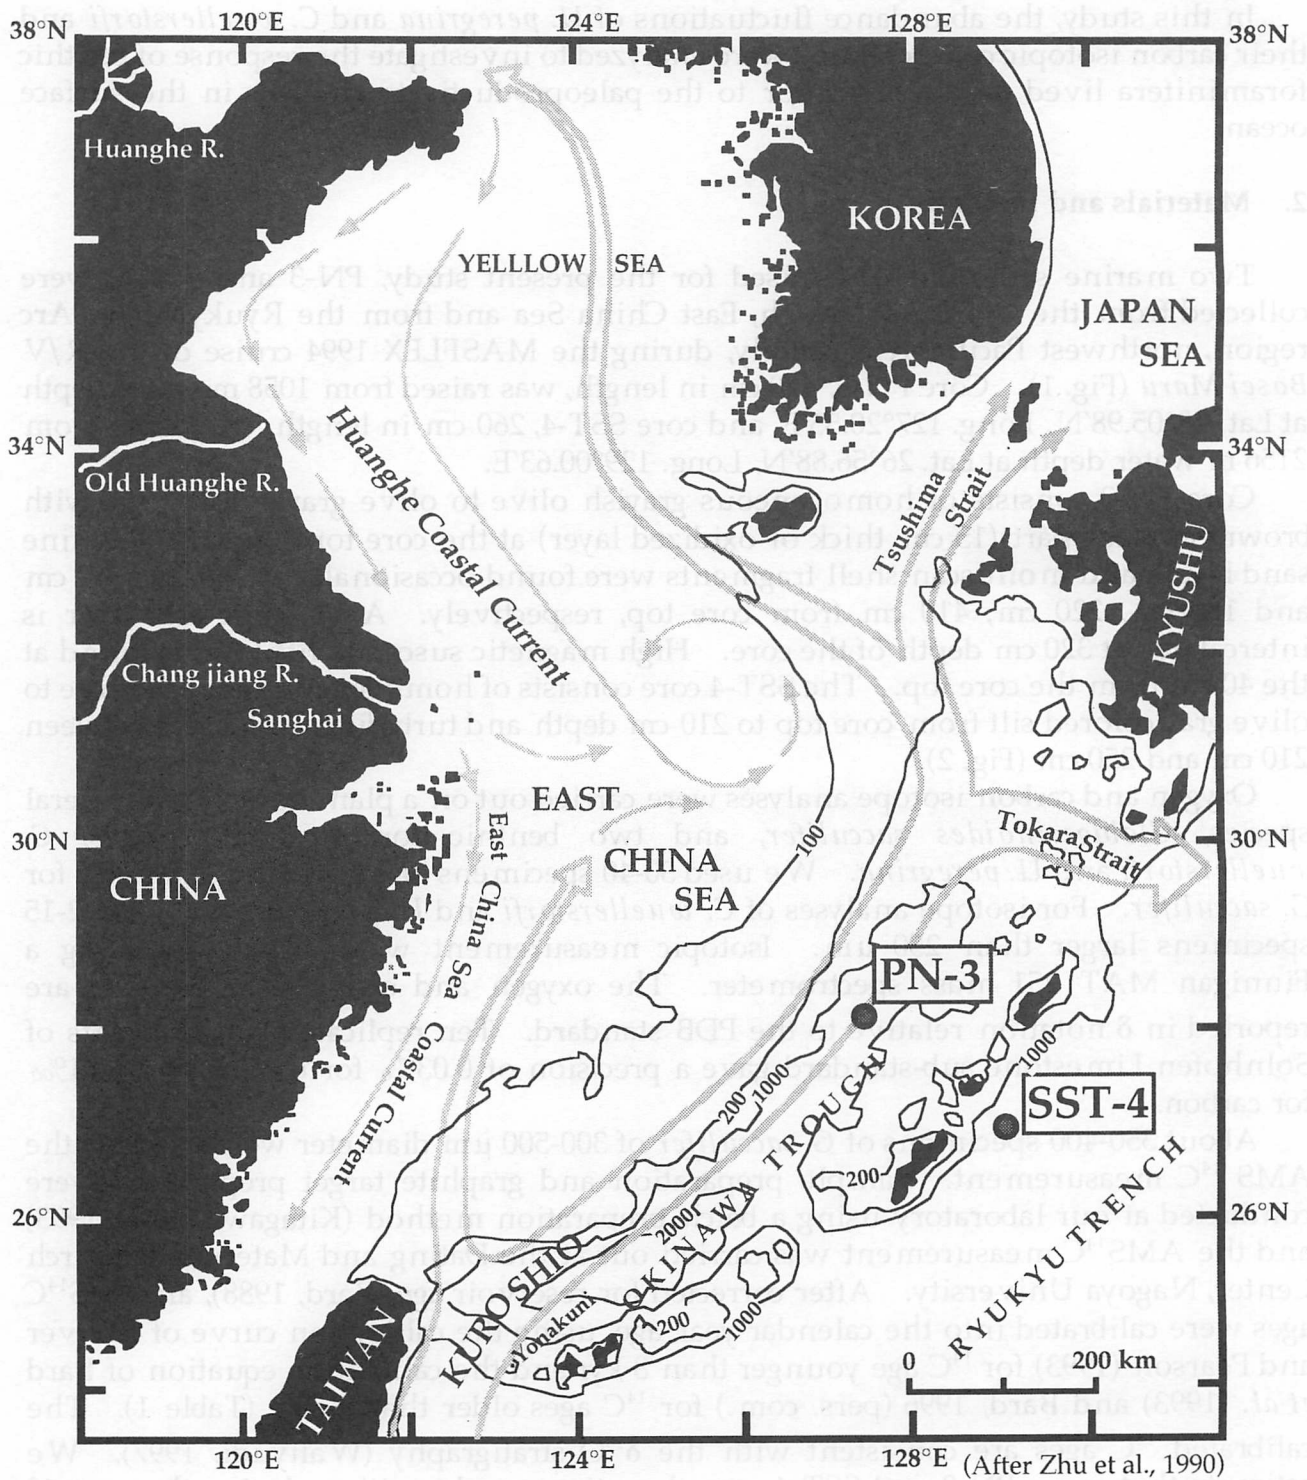 120°E 124°E 128°E
38°N 38°N
Huanghe R.
KOREA
YELLLOW SEA
JAPAN
SEA
34°N 34°N
Huanghe Coastal Current
Old Huanghe R.
Tsushima
Strait
KYUSHU
Chang jiang R.
Sanghai
EAST
CHINA
SEA
100
Tokara Strait
30°N 30°N
CHINA
East China Sea Coastal Current
PN-3
1000
SST-4
200
1000
TROUGH
200
26°N 26°N
2000
OKINAWA
KUROSHIO
RYUKYU TRENCH
Yonakuni
200
1000
TAIWAN
0 200 km
120°E 124°E 128°E
(After Zhu et al., 1990)